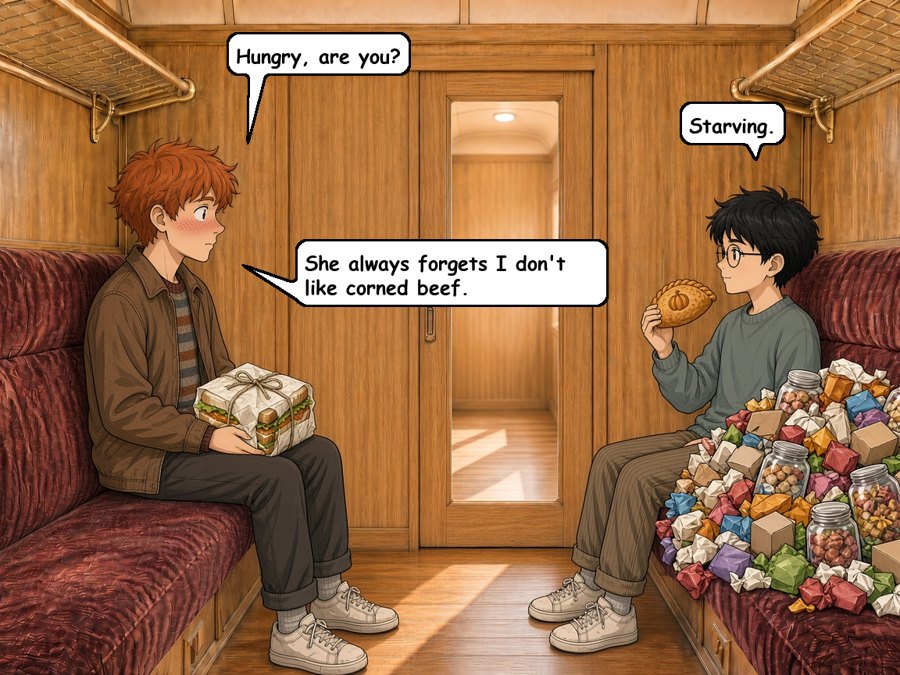 Hungry, are you?
Starving.
She always forgets I don't
like corned beef.